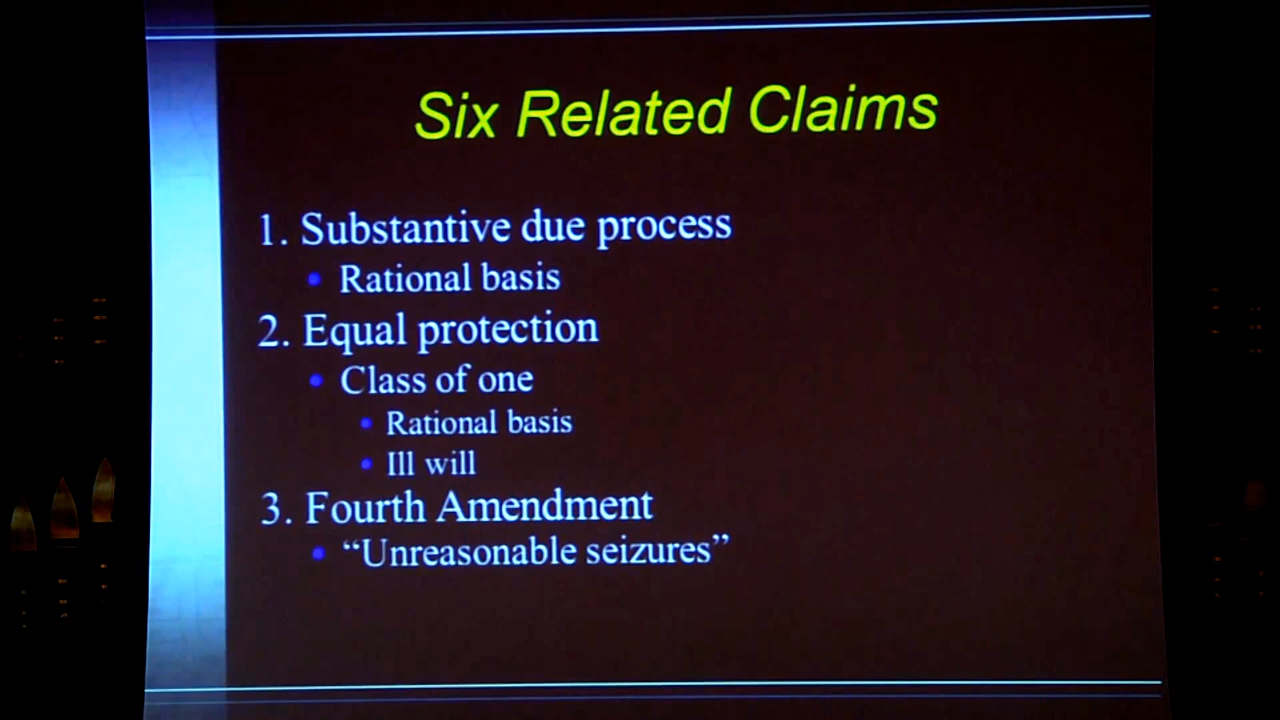 Six Related Claims
1. Substantive due process
• Rational basis
2. Equal protection
• Class of one
• Rational basis
• Ill will
3. Fourth Amendment
• “Unreasonable seizures”